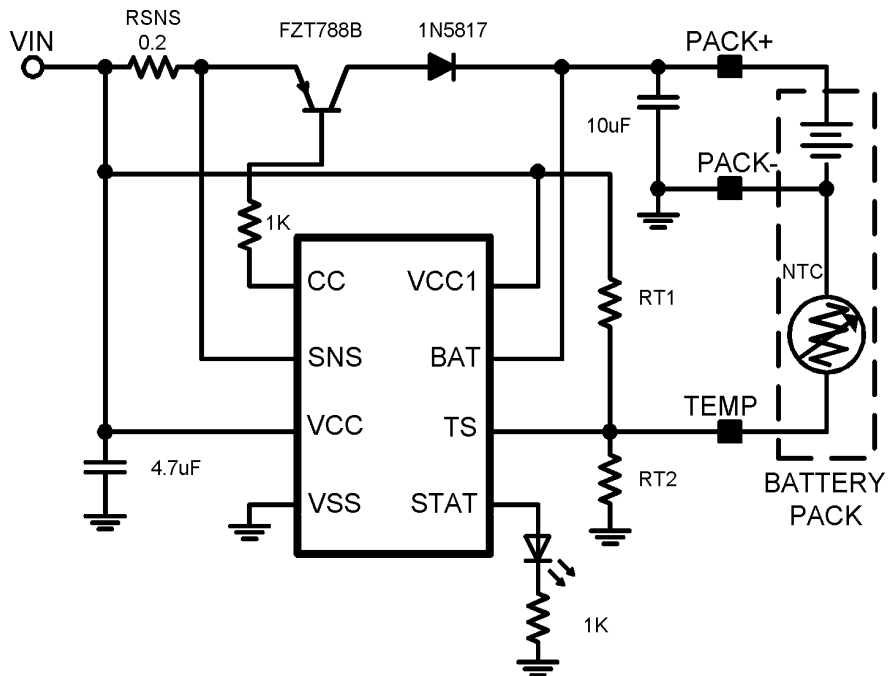 RSNS
0.2
FZT788B
1N5817
VIN
PACK+
10uF
PACK-
1K
NTC
CC
VCC1
RT1
SNS
BAT
VCC
TS
TEMP
4.7uF
RT2
VSS
STAT
BATTERY
PACK
1K